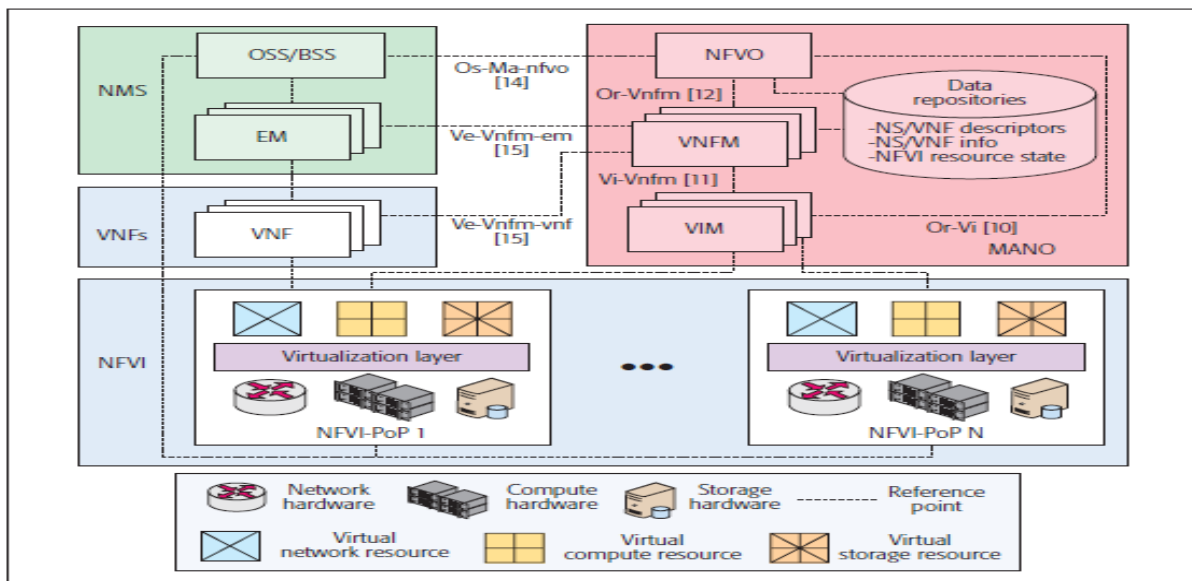 OSS/BSS
NMS
EM
Os-Ma-nfvo
[14]
Ve-Vnfm-em
[15]
NFVO
Or-Vnfm [12]
Data
repositories
-NS/VNF descriptors
-NS/VNF info
-NFVI resource state
VNFM
Vi-Vnfm [11]
VIM
Or-Vi [10]
MANO
VNFs
VNF
Ve-Vnfm-vnf
[15]
NFVI
Virtualization layer
NFVI-PoP 1
•••
Virtualization layer
NFVI-PoP N
Network
hardware
Compute
hardware
Storage
hardware
Reference
point
Virtual
network resource
Virtual
compute resource
Virtual
storage resource